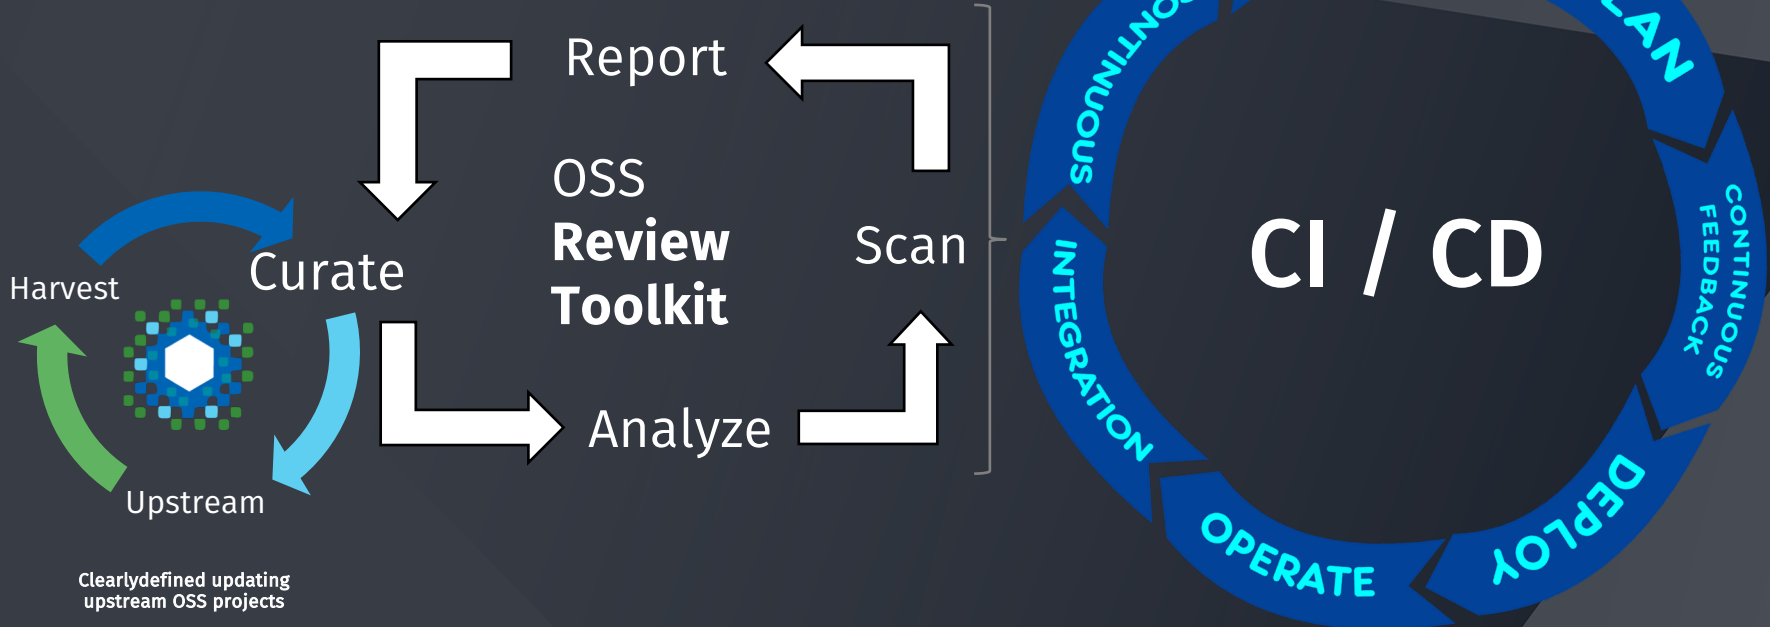 Report
OSS
Review
Toolkit
Scan
Curate
Harvest
Analyze
Upstream
Clearlydefined updating
upstream OSS projects
CI / CD
CONTINUOUS
FEEDBACK
DEPLOY
OPERATE
INTEGRATION
CONTINUOUS